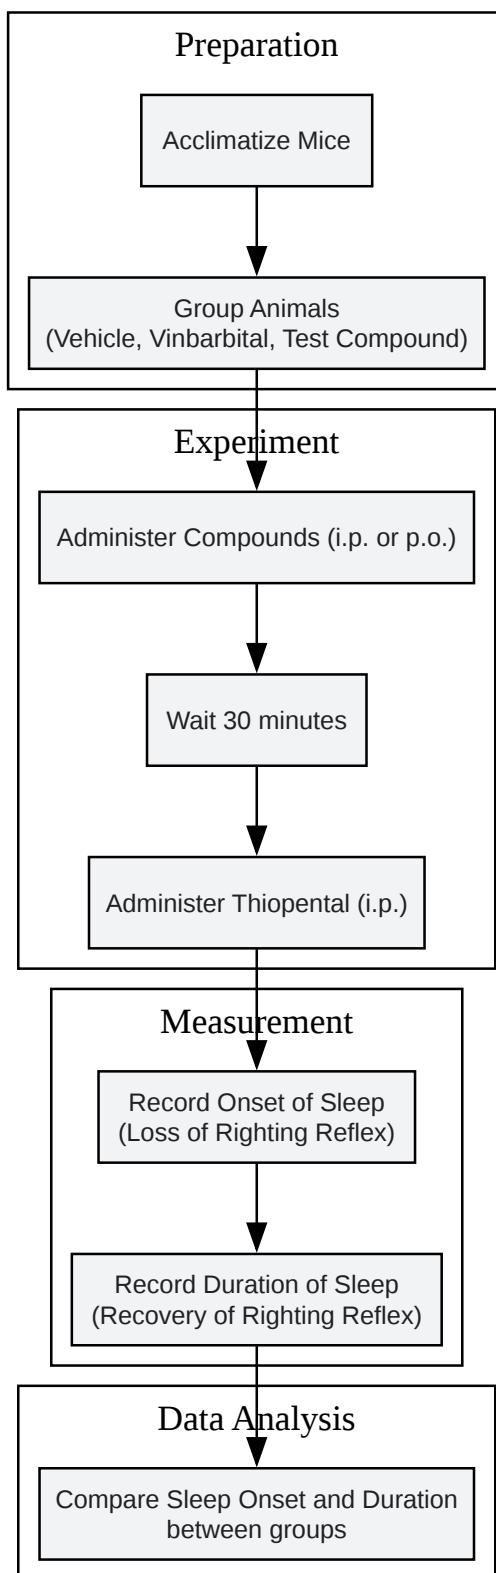 Preparation
Acclimatize Mice
Group Animals
(Vehicle, Vinbarbital, Test Compound)
Experiment
Administer Compounds (i.p. or p.o.)
Wait 30 minutes
Administer Thiopental (i.p.)
Measurement
Record Onset of Sleep
(Loss of Righting Reflex)
Record Duration of Sleep
(Recovery of Righting Reflex)
Data Analysis
Compare Sleep Onset and Duration
between groups